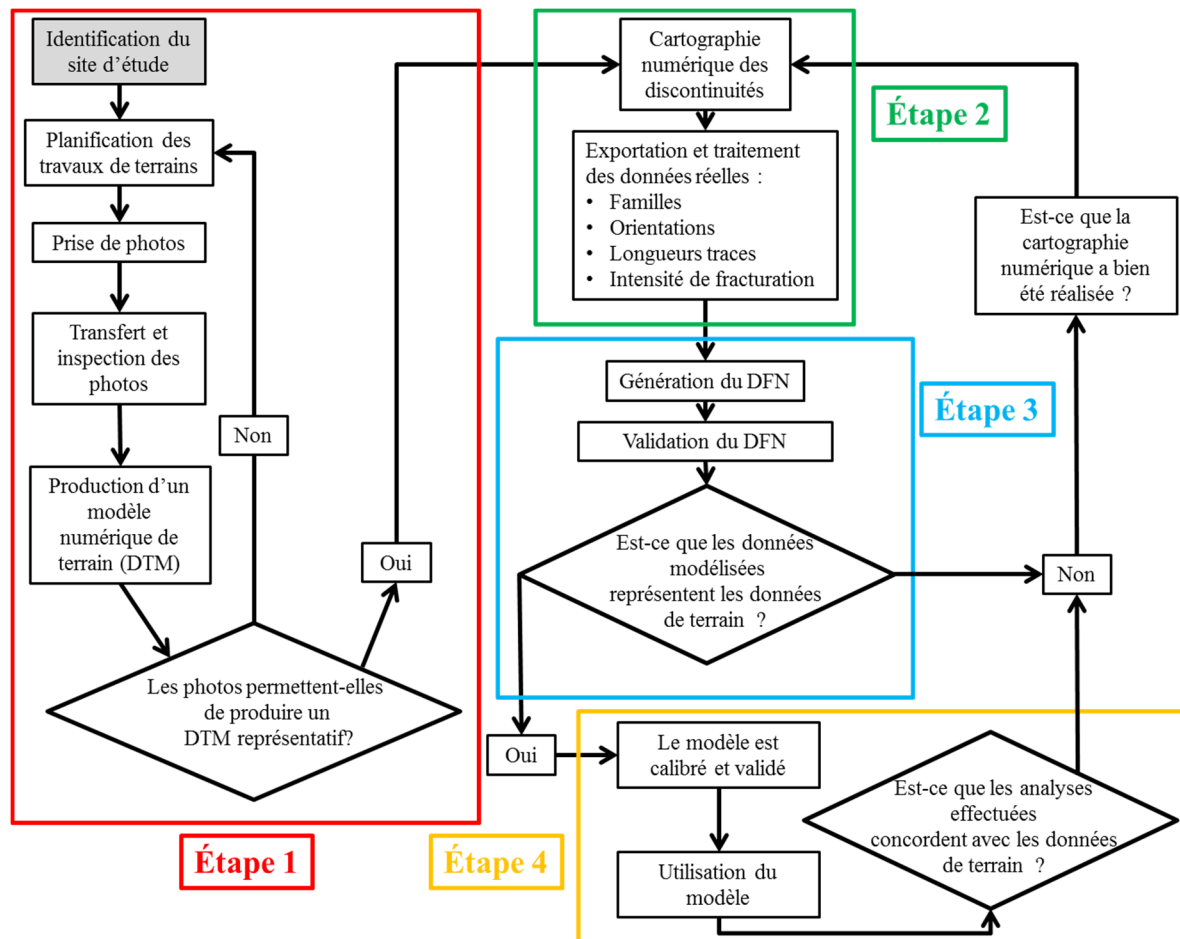 Identification du
site d'étude
Planification des
travaux de terrains
Prise de photos
Transfert et
inspection des
photos
Non
Production d'un
modèle
numérique de
terrain (DTM)
Oui
Les photos permettent-elles
de produire un
DTM représentatif?
Étape 1
Cartographie
numérique des
discontinuités
Étape 2
Exportation et traitement
des données réelles :
• Familles
• Orientations
• Longueurs traces
• Intensité de fracturation
Est-ce que la
cartographie
numérique a bien
été réalisée ?
Génération du DFN
Étape 3
Validation du DFN
Est-ce que les données
modélisées
représentent les données
de terrain ?
Non
Oui
Le modèle est
calibré et validé
Est-ce que les analyses
effectuées
concordent avec les données
de terrain ?
Étape 4
Utilisation du
modèle